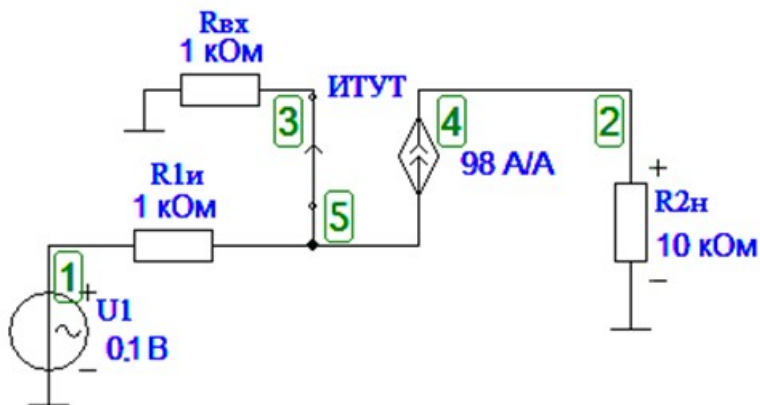 Rвх
1 кОм
ИТУТ
3
4
2
98 А/А
R1и
1 кОм
5
+
R2н
10 кОм
−
1
+
U1
0.1 В
−